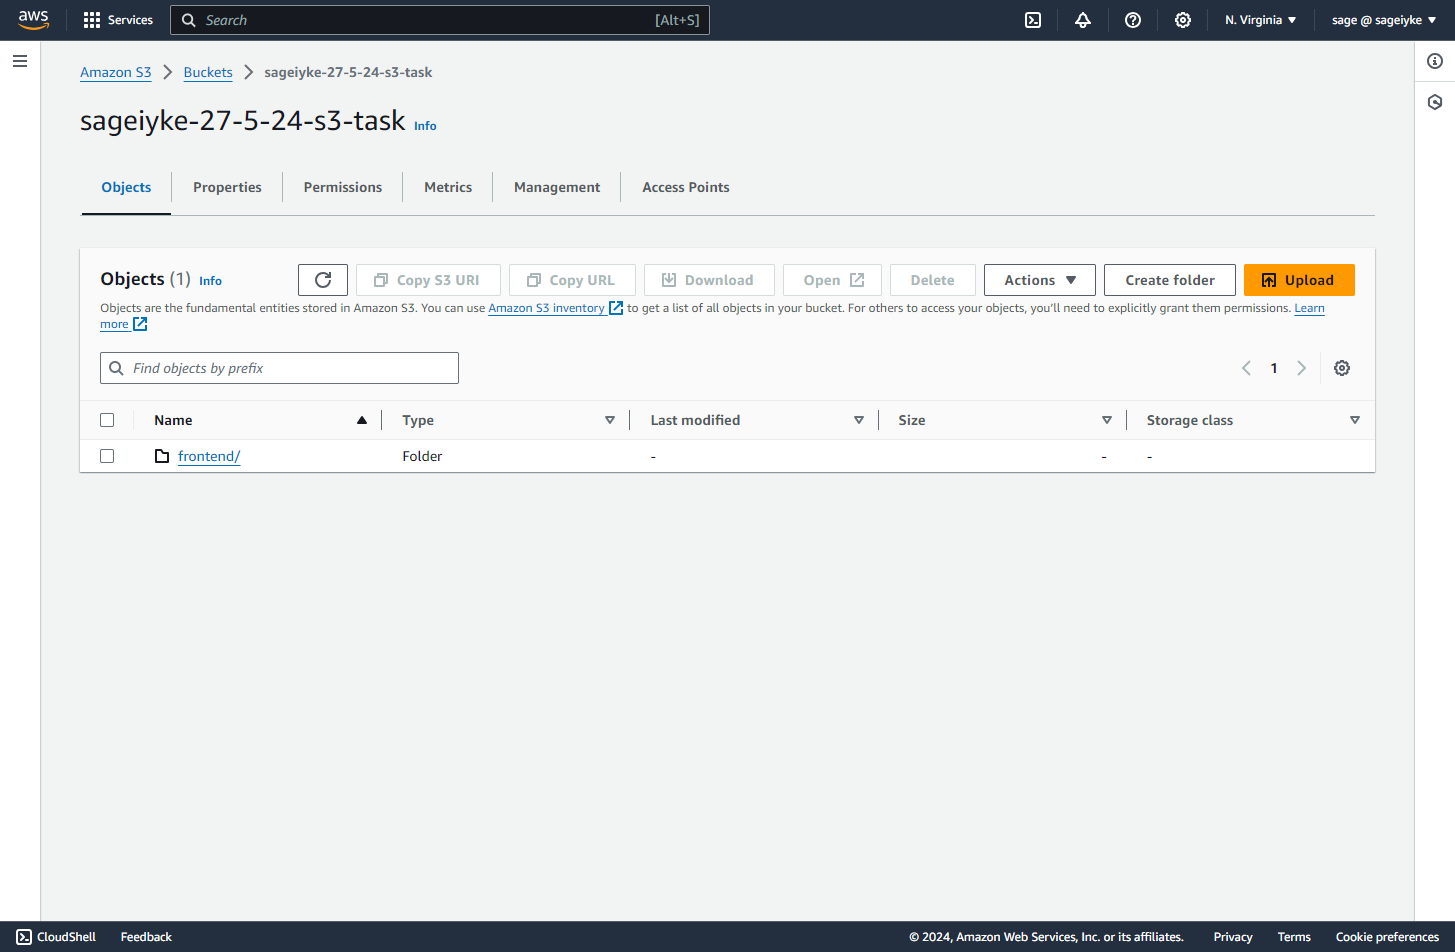 aws Services Search [Alt+S] N. Virginia sage @ sageiyke
Amazon S3 Buckets sageiyke-27-5-24-s3-task
sageiyke-27-5-24-s3-task Info
Objects Properties Permissions Metrics Management Access Points
Objects (1) Info Copy S3 URI Copy URL Download Open Delete Actions Create folder Upload
Objects are the fundamental entities stored in Amazon S3. You can use Amazon S3 inventory to get a list of all objects in your bucket. For others to access your objects, you'll need to explicitly grant them permissions. Learn
more
Find objects by prefix 1
Name Type Last modified Size Storage class
frontend/ Folder - - -
CloudShell Feedback © 2024, Amazon Web Services, Inc. or its affiliates. Privacy Terms Cookie preferences